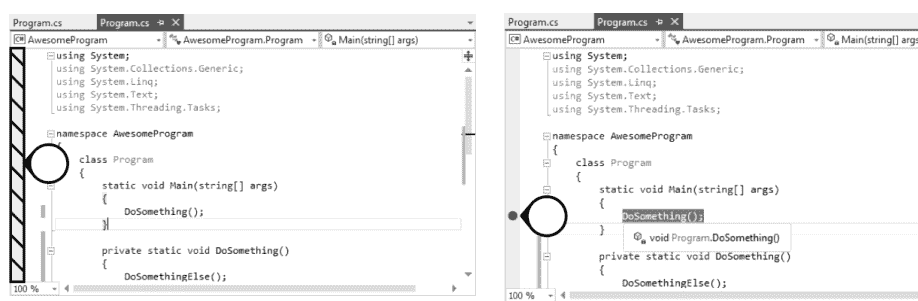 Program.cs Program.cs
AwesomeProgram AwesomeProgram.Program Main(string[] args)
using System;
using System.Collections.Generic;
using System.Linq;
using System.Text;
using System.Threading.Tasks;
namespace AwesomeProgram
{
class Program
{
static void Main(string[] args)
{
DoSomething();
}
private static void DoSomething()
{
DoSomethingElse();
100 %
Program.cs Program.cs
AwesomeProgram AwesomeProgram.Program Main(string[] args
using System;
using System.Collections.Generic;
using System.Linq;
using System.Text;
using System.Threading.Tasks;
namespace AwesomeProgram
{
class Program
{
static void Main(string[] args)
{
DoSomething();
} void Program.DoSomething()
private static void DoSomething()
{
DoSomethingElse();
100 %